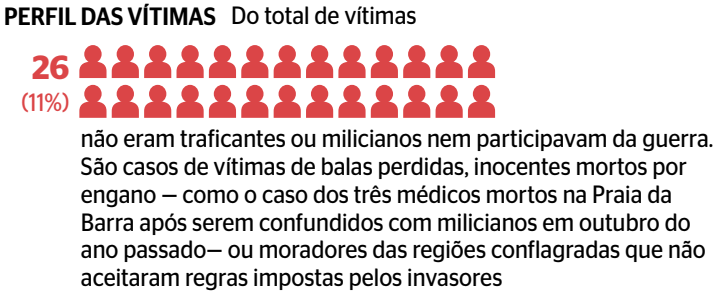 PERFIL DAS VÍTIMAS Do total de vítimas
26
(11%)
não eram traficantes ou milicianos nem participavam da guerra.
São casos de vítimas de balas perdidas, inocentes mortos por
engano — como o caso dos três médicos mortos na Praia da
Barra após serem confundidos com milicianos em outubro do
ano passado— ou moradores das regiões conflagradas que não
aceitaram regras impostas pelos invasores